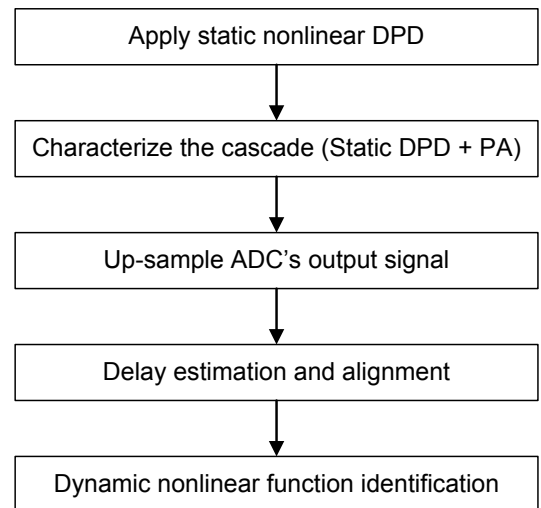 Apply static nonlinear DPD
Characterize the cascade (Static DPD + PA)
Up-sample ADC's output signal
Delay estimation and alignment
Dynamic nonlinear function identification